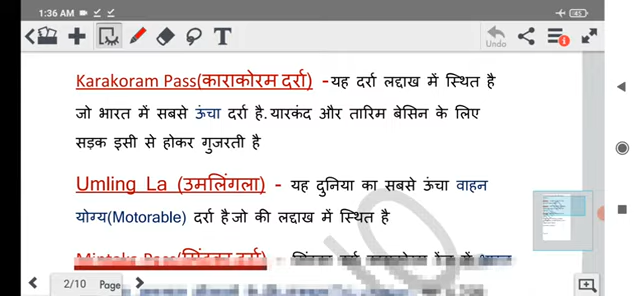 1:36 AM
45
T
Undo
Karakoram Pass(काराकोरम दर्रा) -यह दर्रा लद्दाख में स्थित है
जो भारत में सबसे ऊंचा दर्रा है.यारकंद और तारिम बेसिन के लिए
सड़क इसी से होकर गुजरती है
Umling La (उमलिंगला) - यह दुनिया का सबसे ऊंचा वाहन
योग्य(Motorable) दर्रा है जो की लद्दाख में स्थित है
2/10 Page